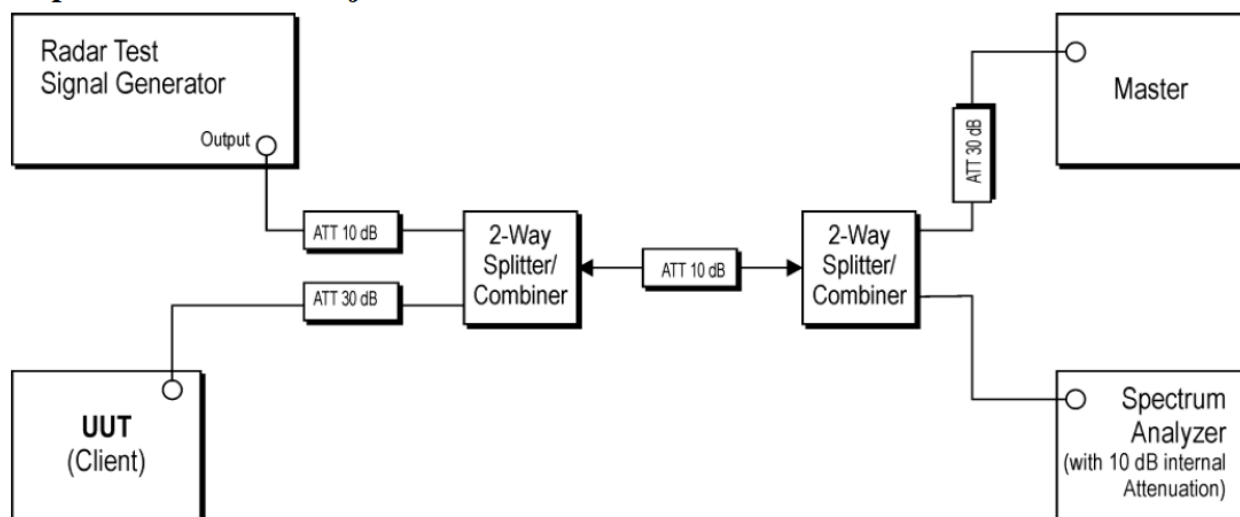 Radar Test
Signal Generator
Output
ATT 10 dB
ATT 30 dB
2-Way
Splitter/
Combiner
ATT 10 dB
2-Way
Splitter/
Combiner
ATT 30 dB
Master
UUT
(Client)
Spectrum
Analyzer
(with 10 dB internal
Attenuation)